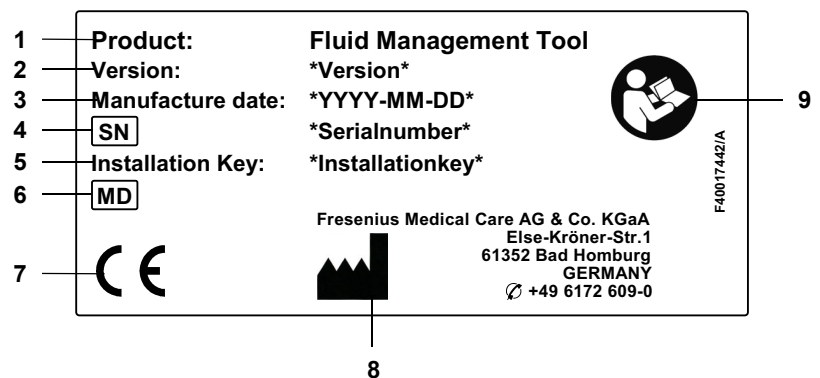 1 Product: Fluid Management Tool
2 Version: *Version*
3 Manufacture date: *YYYY-MM-DD*
4 SN *Serialnumber*
5 Installation Key: *Installationkey*
6 MD
9
F40017442/A
Fresenius Medical Care AG & Co. KGaA
Else-Kröner-Str.1
61352 Bad Homburg
GERMANY
✆ +49 6172 609-0
7 CE
8